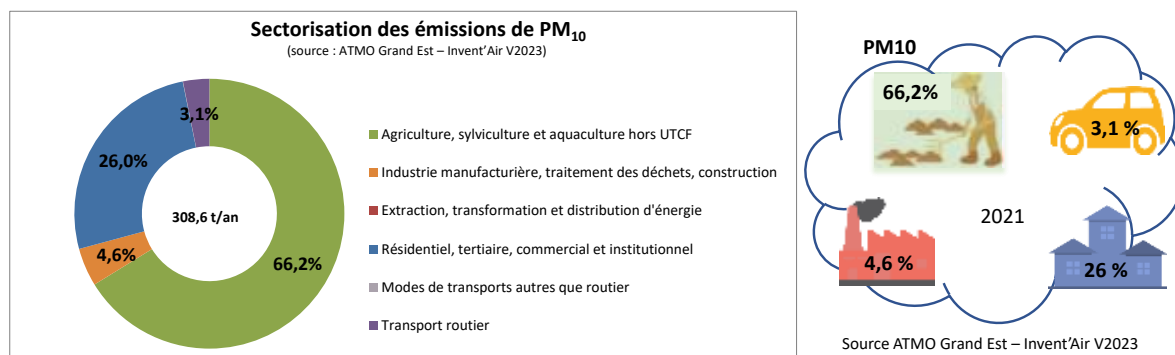 Sectorisation des émissions de PM10
(source : ATMO Grand Est – Invent'Air V2023)
3,1%
26,0%
308,6 t/an
4,6%
66,2%
Agriculture, sylviculture et aquaculture hors UTCF
Industrie manufacturière, traitement des déchets, construction
Extraction, transformation et distribution d'énergie
Résidentiel, tertiaire, commercial et institutionnel
Modes de transports autres que routier
Transport routier
PM10
66,2%
3,1 %
2021
4,6 %
26 %
Source ATMO Grand Est – Invent'Air V2023